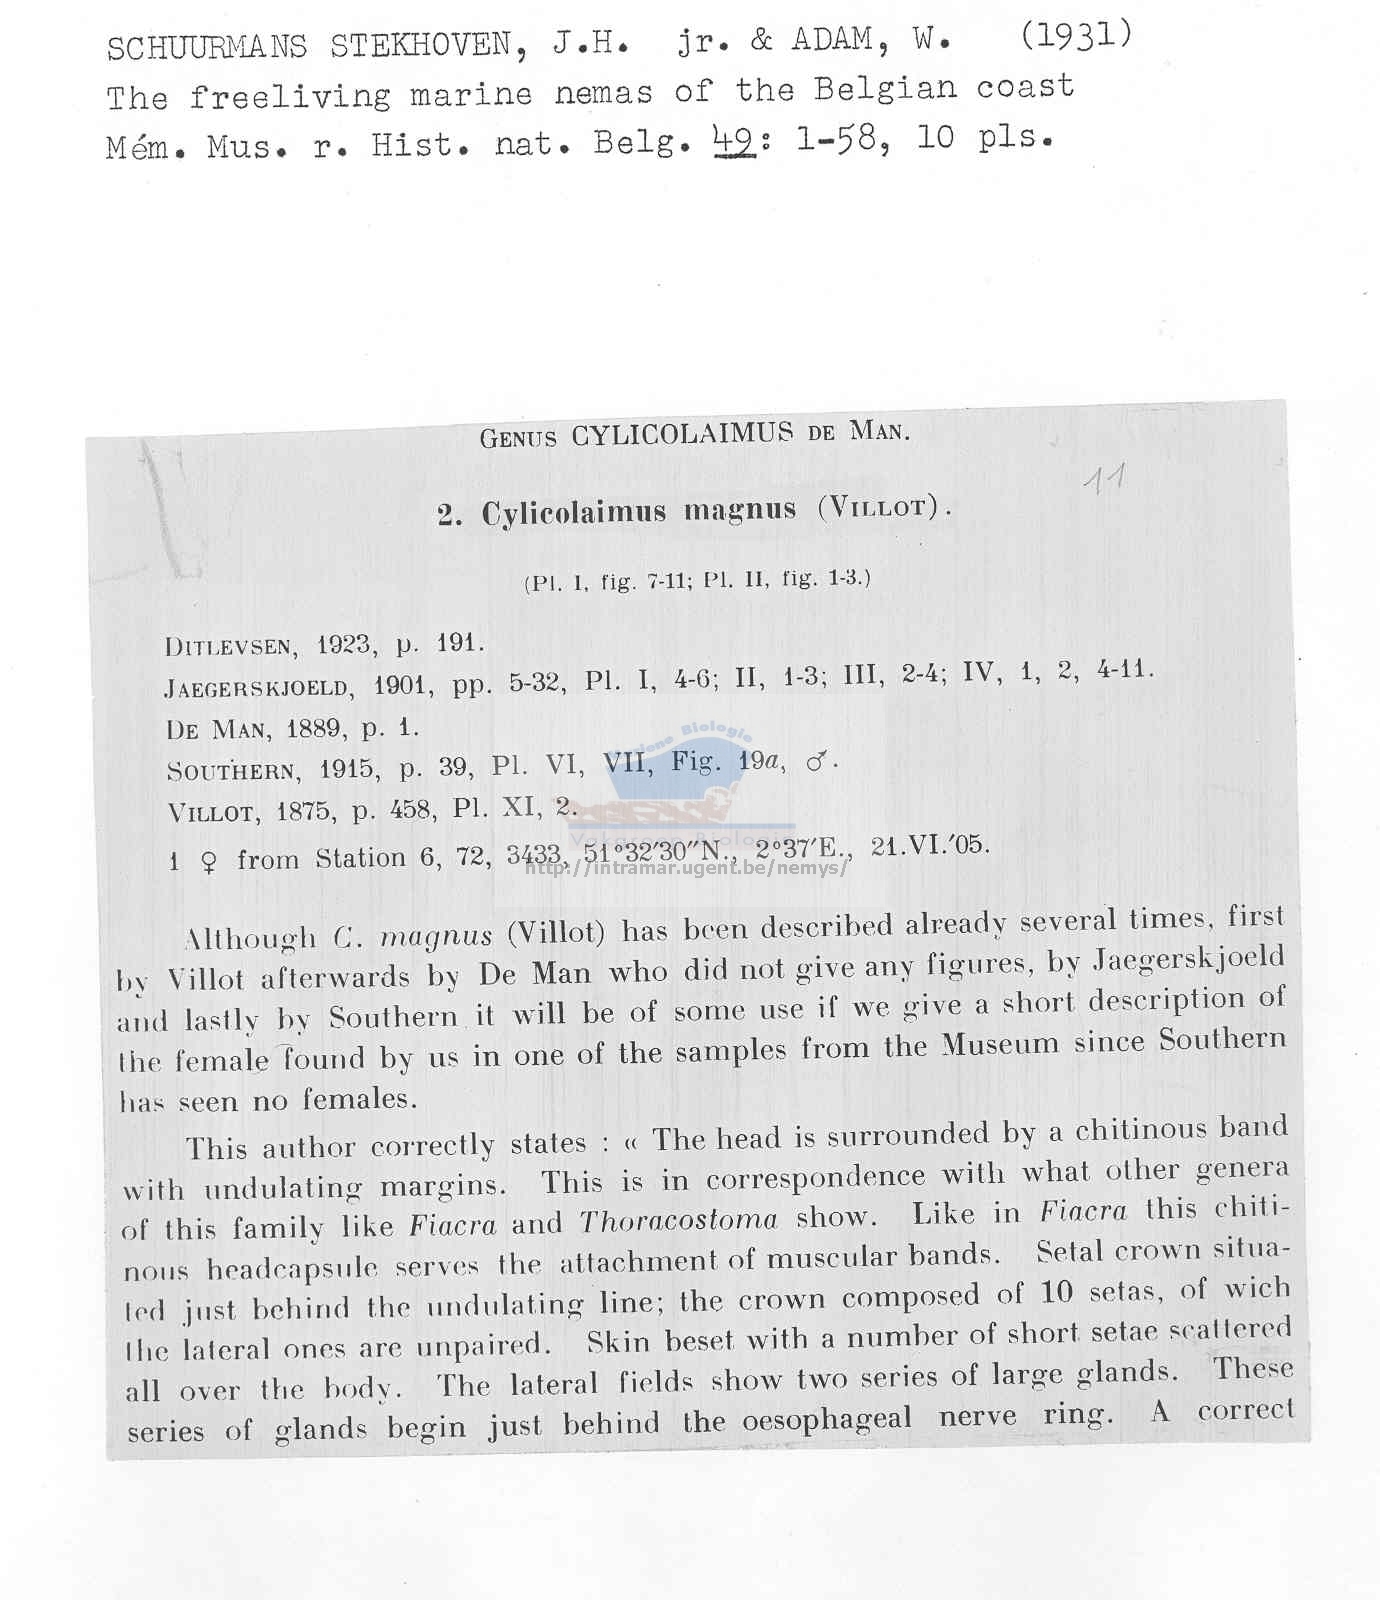 SCHUURMANS STEKHOVEN, J.H. jr. & ADAM, W. (1931)
The freeliving marine nemas of the Belgian coast
Mém. Mus. r. Hist. nat. Belg. 49: 1-58, 10 pls.
GENUS CYLICOLAIMUS DE MAN.
11
2. Cylicolaimus magnus (VILLOT).
(Pl. I, fig. 7-11; Pl. II, fig. 1-3.)
DITLEVSEN, 1923, p. 191.
JAEGERSKJOELD, 1901, pp. 5-32, Pl. I, 4-6; II, 1-3; III, 2-4; IV, 1, 2, 4-11.
DE MAN, 1889, p. 1.
SOUTHERN, 1915, p. 39, Pl. VI, VII, Fig. 19a, ♂.
VILLOT, 1875, p. 458, Pl. XI, 2.
1 ♀ from Station 6, 72, 3433, 51°32′30″N., 2°37′E., 21.VI.′05.
Sezione Biologie
Vakgroep Biologie
http://intramar.ugent.be/nemys/
Although C. magnus (Villot) has been described already several times, first
by Villot afterwards by De Man who did not give any figures, by Jaegerskjoeld
and lastly by Southern it will be of some use if we give a short description of
the female found by us in one of the samples from the Museum since Southern
has seen no females.
This author correctly states : « The head is surrounded by a chitinous band
with undulating margins. This is in correspondence with what other genera
of this family like Fiacra and Thoracostoma show. Like in Fiacra this chiti-
nous headcapsule serves the attachment of muscular bands. Setal crown situa-
ted just behind the undulating line; the crown composed of 10 setas, of wich
the lateral ones are unpaired. Skin beset with a number of short setae scattered
all over the body. The lateral fields show two series of large glands. These
series of glands begin just behind the oesophageal nerve ring. A correct